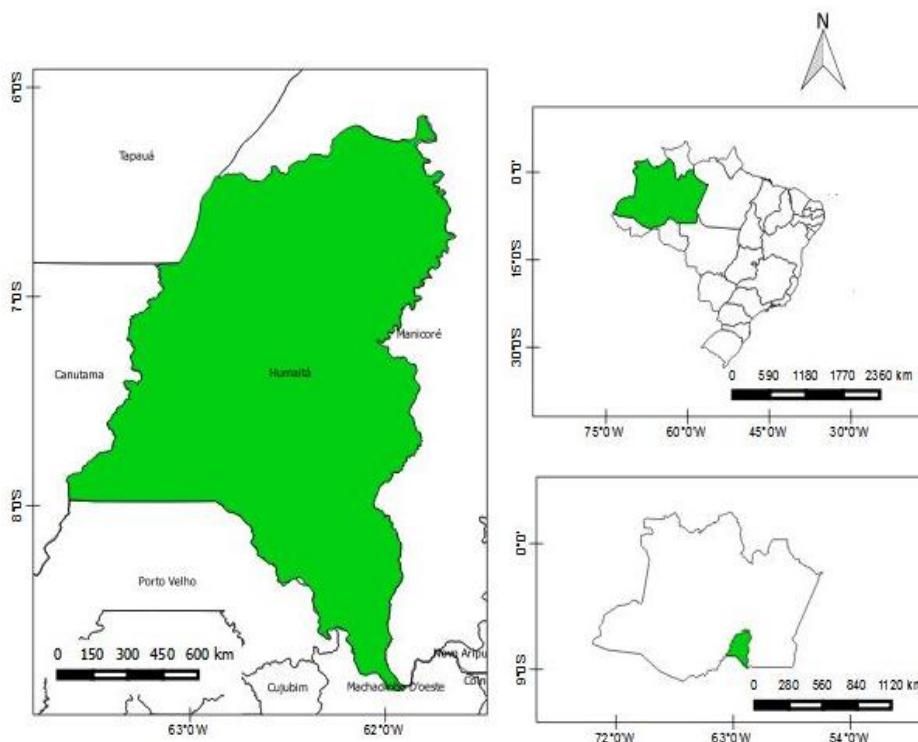 N
6°0'S
7°0'S
8°0'S
63°0'W
62°0'W
Tapauá
Manicoré
Canutama
Humaitá
Porto Velho
0 150 300 450 600 km
Cujubim
Machadinho D'oeste
Novo Aripu
Coln
0°0'
15°0'S
30°0'S
0 590 1180 1770 2360 km
75°0'W
60°0'W
45°0'W
30°0'W
0°0'
9°0'S
0 280 560 840 1120 km
72°0'W
63°0'W
54°0'W